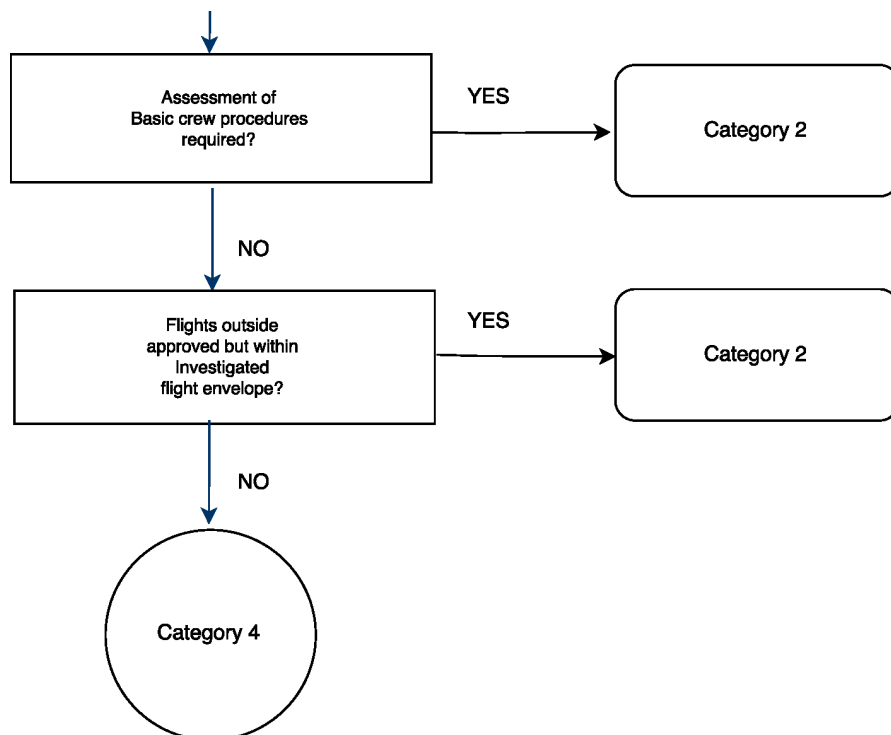 Assessment of
Basic crew procedures
required?
YES
Category 2
NO
Flights outside
approved but within
Investigated
flight envelope?
YES
Category 2
NO
Category 4